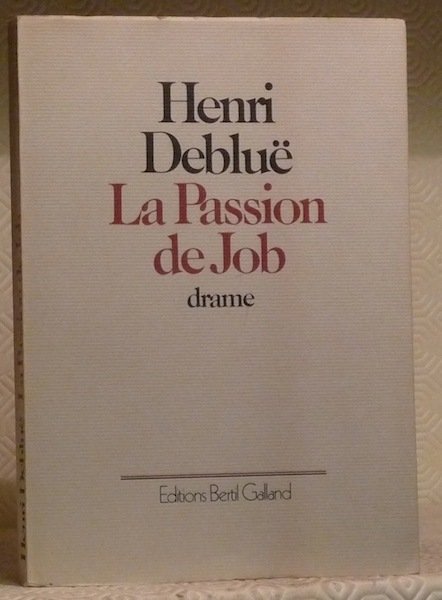 Henri
Debluë
La Passion
de Job
drame
Editions Bertil Galland